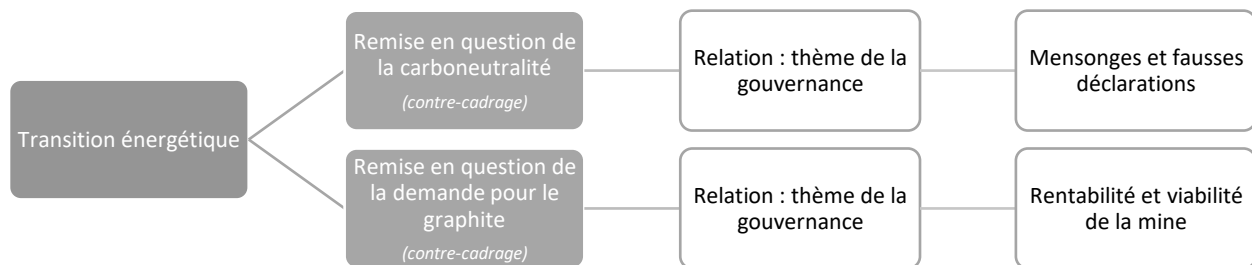 Transition énergétique
Remise en question de
la carboneutralité
(contre-cadrage)
Relation : thème de la
gouvernance
Mensonges et fausses
déclarations
Remise en question de
la demande pour le
graphite
(contre-cadrage)
Relation : thème de la
gouvernance
Rentabilité et viabilité
de la mine